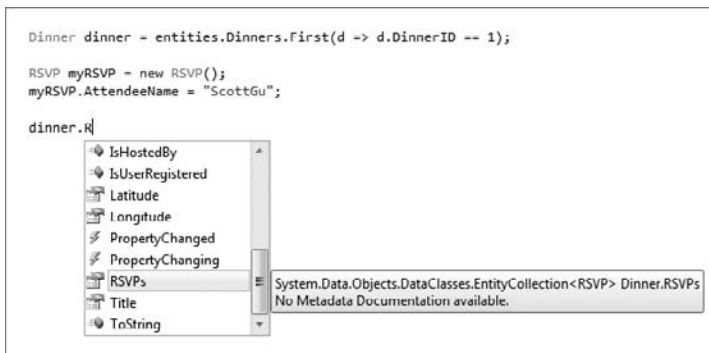 Dinner dinner = entities.Dinners.First(d => d.DinnerID == 1);
RSVP myRSVP = new RSVP();
myRSVP.AttendeeName = "ScottGu";
dinner.R
IsHostedBy
IsUserRegistered
Latitude
Longitude
PropertyChanged
PropertyChanging
RSVPs
System.Data.Objects.DataClasses.EntityCollection<RSVP> Dinner.RSVPs
No Metadata Documentation available.
Title
ToString